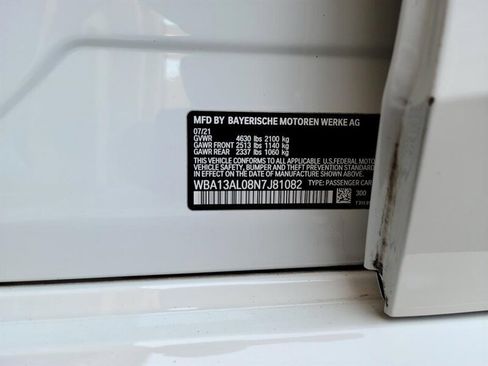 MFD BY BAYERISCHE MOTOREN WERKE AG
07/21
GVWR 4630 lbs 2100 kg
GAWR FRONT 2513 lbs 1140 kg
GAWR REAR 2337 lbs 1060 kg
THIS VEHICLE CONFORMS TO ALL APPLICABLE U.S. FEDERAL MOTOR
VEHICLE SAFETY, BUMPER, AND THEFT PREVENTION STANDARDS
IN EFFECT ON THE DATE OF MANUFACTURE SHOWN ABOVE.
WBA13AL08N7J81082 TYPE: PASSENGER CAR
300